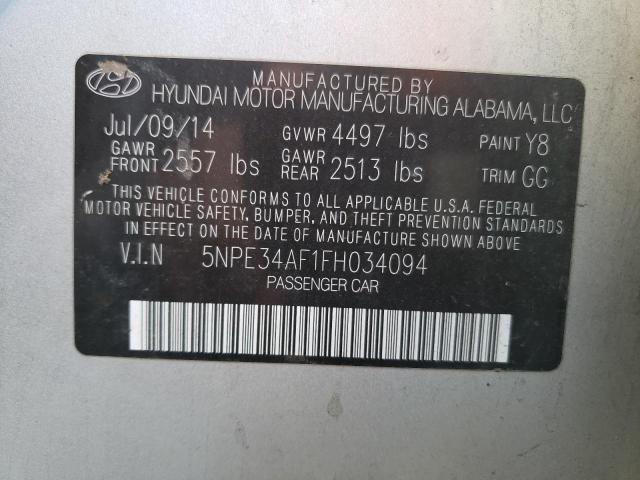 MANUFACTURED BY
HYUNDAI MOTOR MANUFACTURING ALABAMA, LLC
Jul/09/14 GVWR 4497 lbs PAINT Y8
GAWR FRONT 2557 lbs GAWR REAR 2513 lbs TRIM GG
THIS VEHICLE CONFORMS TO ALL APPLICABLE U.S.A. FEDERAL
MOTOR VEHICLE SAFETY, BUMPER, AND THEFT PREVENTION STANDARDS
IN EFFECT ON THE DATE OF MANUFACTURE SHOWN ABOVE.
V.I.N 5NPE34AF1FH034094
PASSENGER CAR